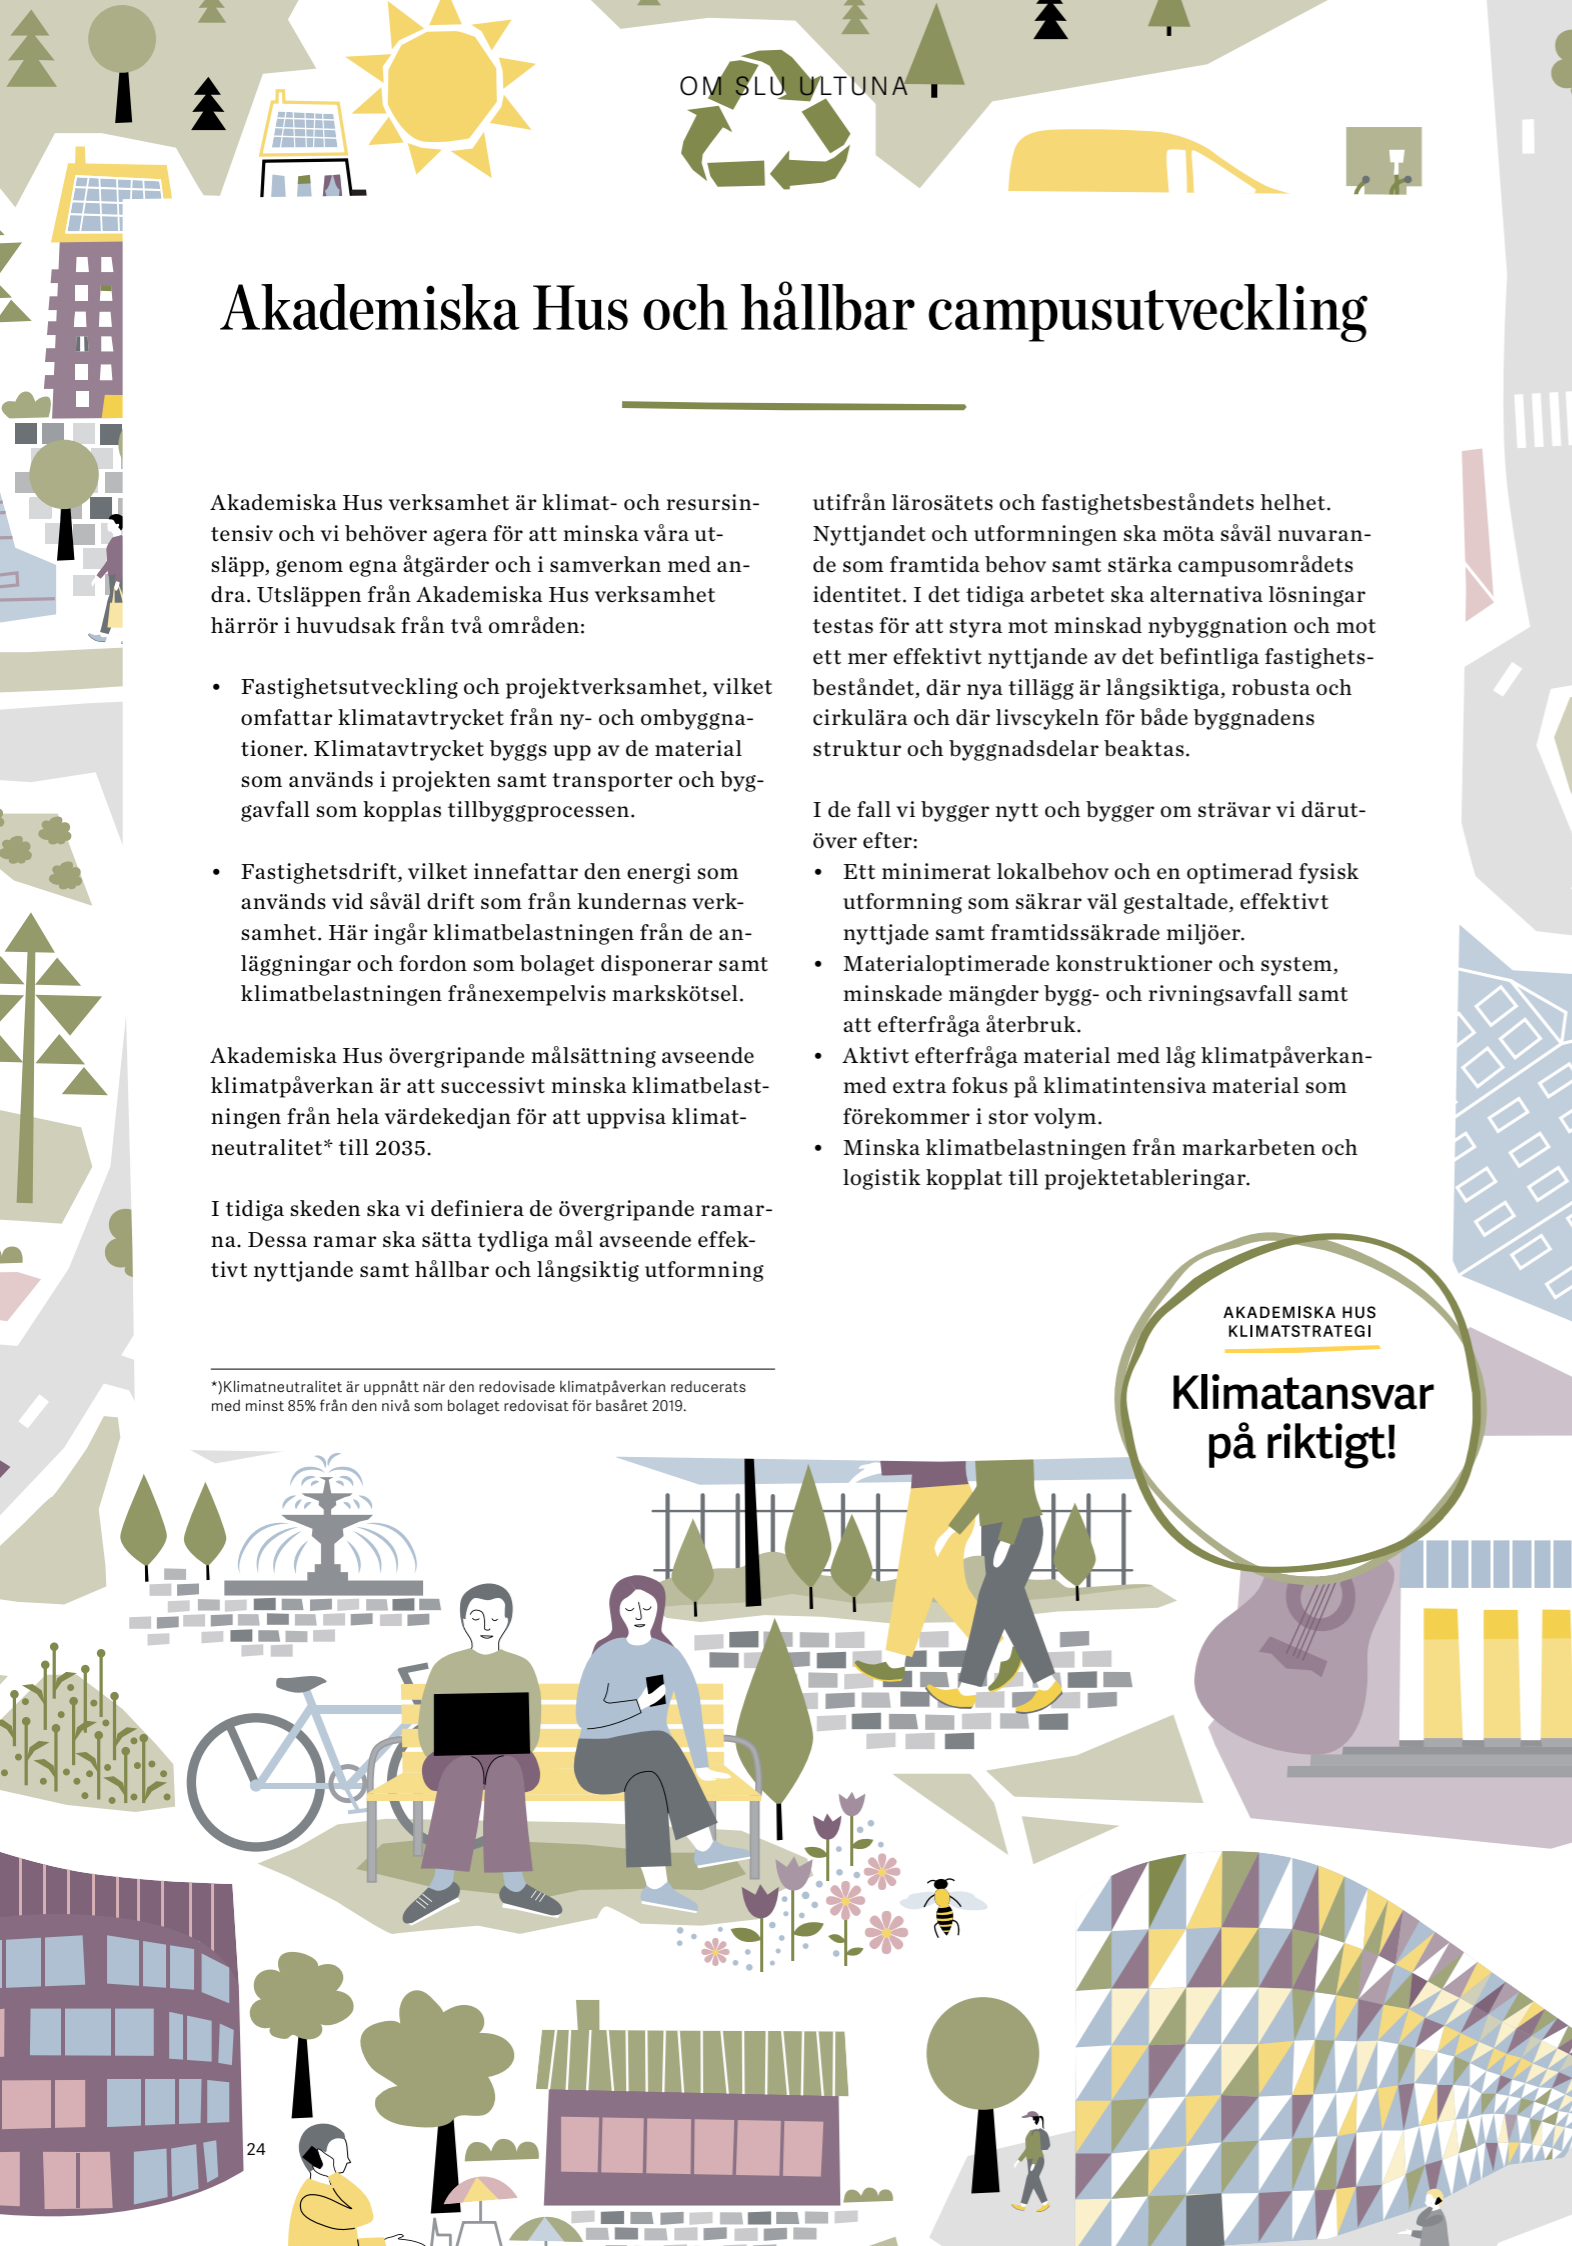 OM SLU ULTUNA
Akademiska Hus och hållbar campusutveckling
Akademiska Hus verksamhet är klimat- och resursin-
tensiv och vi behöver agera för att minska våra ut-
släpp, genom egna åtgärder och i samverkan med an-
dra. Utsläppen från Akademiska Hus verksamhet
härrör i huvudsak från två områden:
• Fastighetsutveckling och projektverksamhet, vilket
omfattar klimatavtrycket från ny- och ombyggna-
tioner. Klimatavtrycket byggs upp av de material
som används i projekten samt transporter och byg-
gavfall som kopplas tillbyggprocessen.
• Fastighetsdrift, vilket innefattar den energi som
används vid såväl drift som från kundernas verk-
samhet. Här ingår klimatbelastningen från de an-
läggningar och fordon som bolaget disponerar samt
klimatbelastningen frånexempelvis markskötsel.
Akademiska Hus övergripande målsättning avseende
klimatpåverkan är att successivt minska klimatbelast-
ningen från hela värdekedjan för att uppvisa klimat-
neutralitet* till 2035.
I tidiga skeden ska vi definiera de övergripande ramar-
na. Dessa ramar ska sätta tydliga mål avseende effek-
tivt nyttjande samt hållbar och långsiktig utformning
utifrån lärosätets och fastighetsbeståndets helhet.
Nyttjandet och utformningen ska möta såväl nuvaran-
de som framtida behov samt stärka campusområdets
identitet. I det tidiga arbetet ska alternativa lösningar
testas för att styra mot minskad nybyggnation och mot
ett mer effektivt nyttjande av det befintliga fastighets-
beståndet, där nya tillägg är långsiktiga, robusta och
cirkulära och där livscykeln för både byggnadens
struktur och byggnadsdelar beaktas.
I de fall vi bygger nytt och bygger om strävar vi därut-
över efter:
• Ett minimerat lokalbehov och en optimerad fysisk
utformning som säkrar väl gestaltade, effektivt
nyttjade samt framtidssäkrade miljöer.
• Materialoptimerade konstruktioner och system,
minskade mängder bygg- och rivningsavfall samt
att efterfråga återbruk.
• Aktivt efterfråga material med låg klimatpåverkan-
med extra fokus på klimatintensiva material som
förekommer i stor volym.
• Minska klimatbelastningen från markarbeten och
logistik kopplat till projektetableringar.
*)Klimatneutralitet är uppnått när den redovisade klimatpåverkan reducerats
med minst 85% från den nivå som bolaget redovisat för basåret 2019.
AKADEMISKA HUS
KLIMATSTRATEGI
Klimatansvar
på riktigt!
24